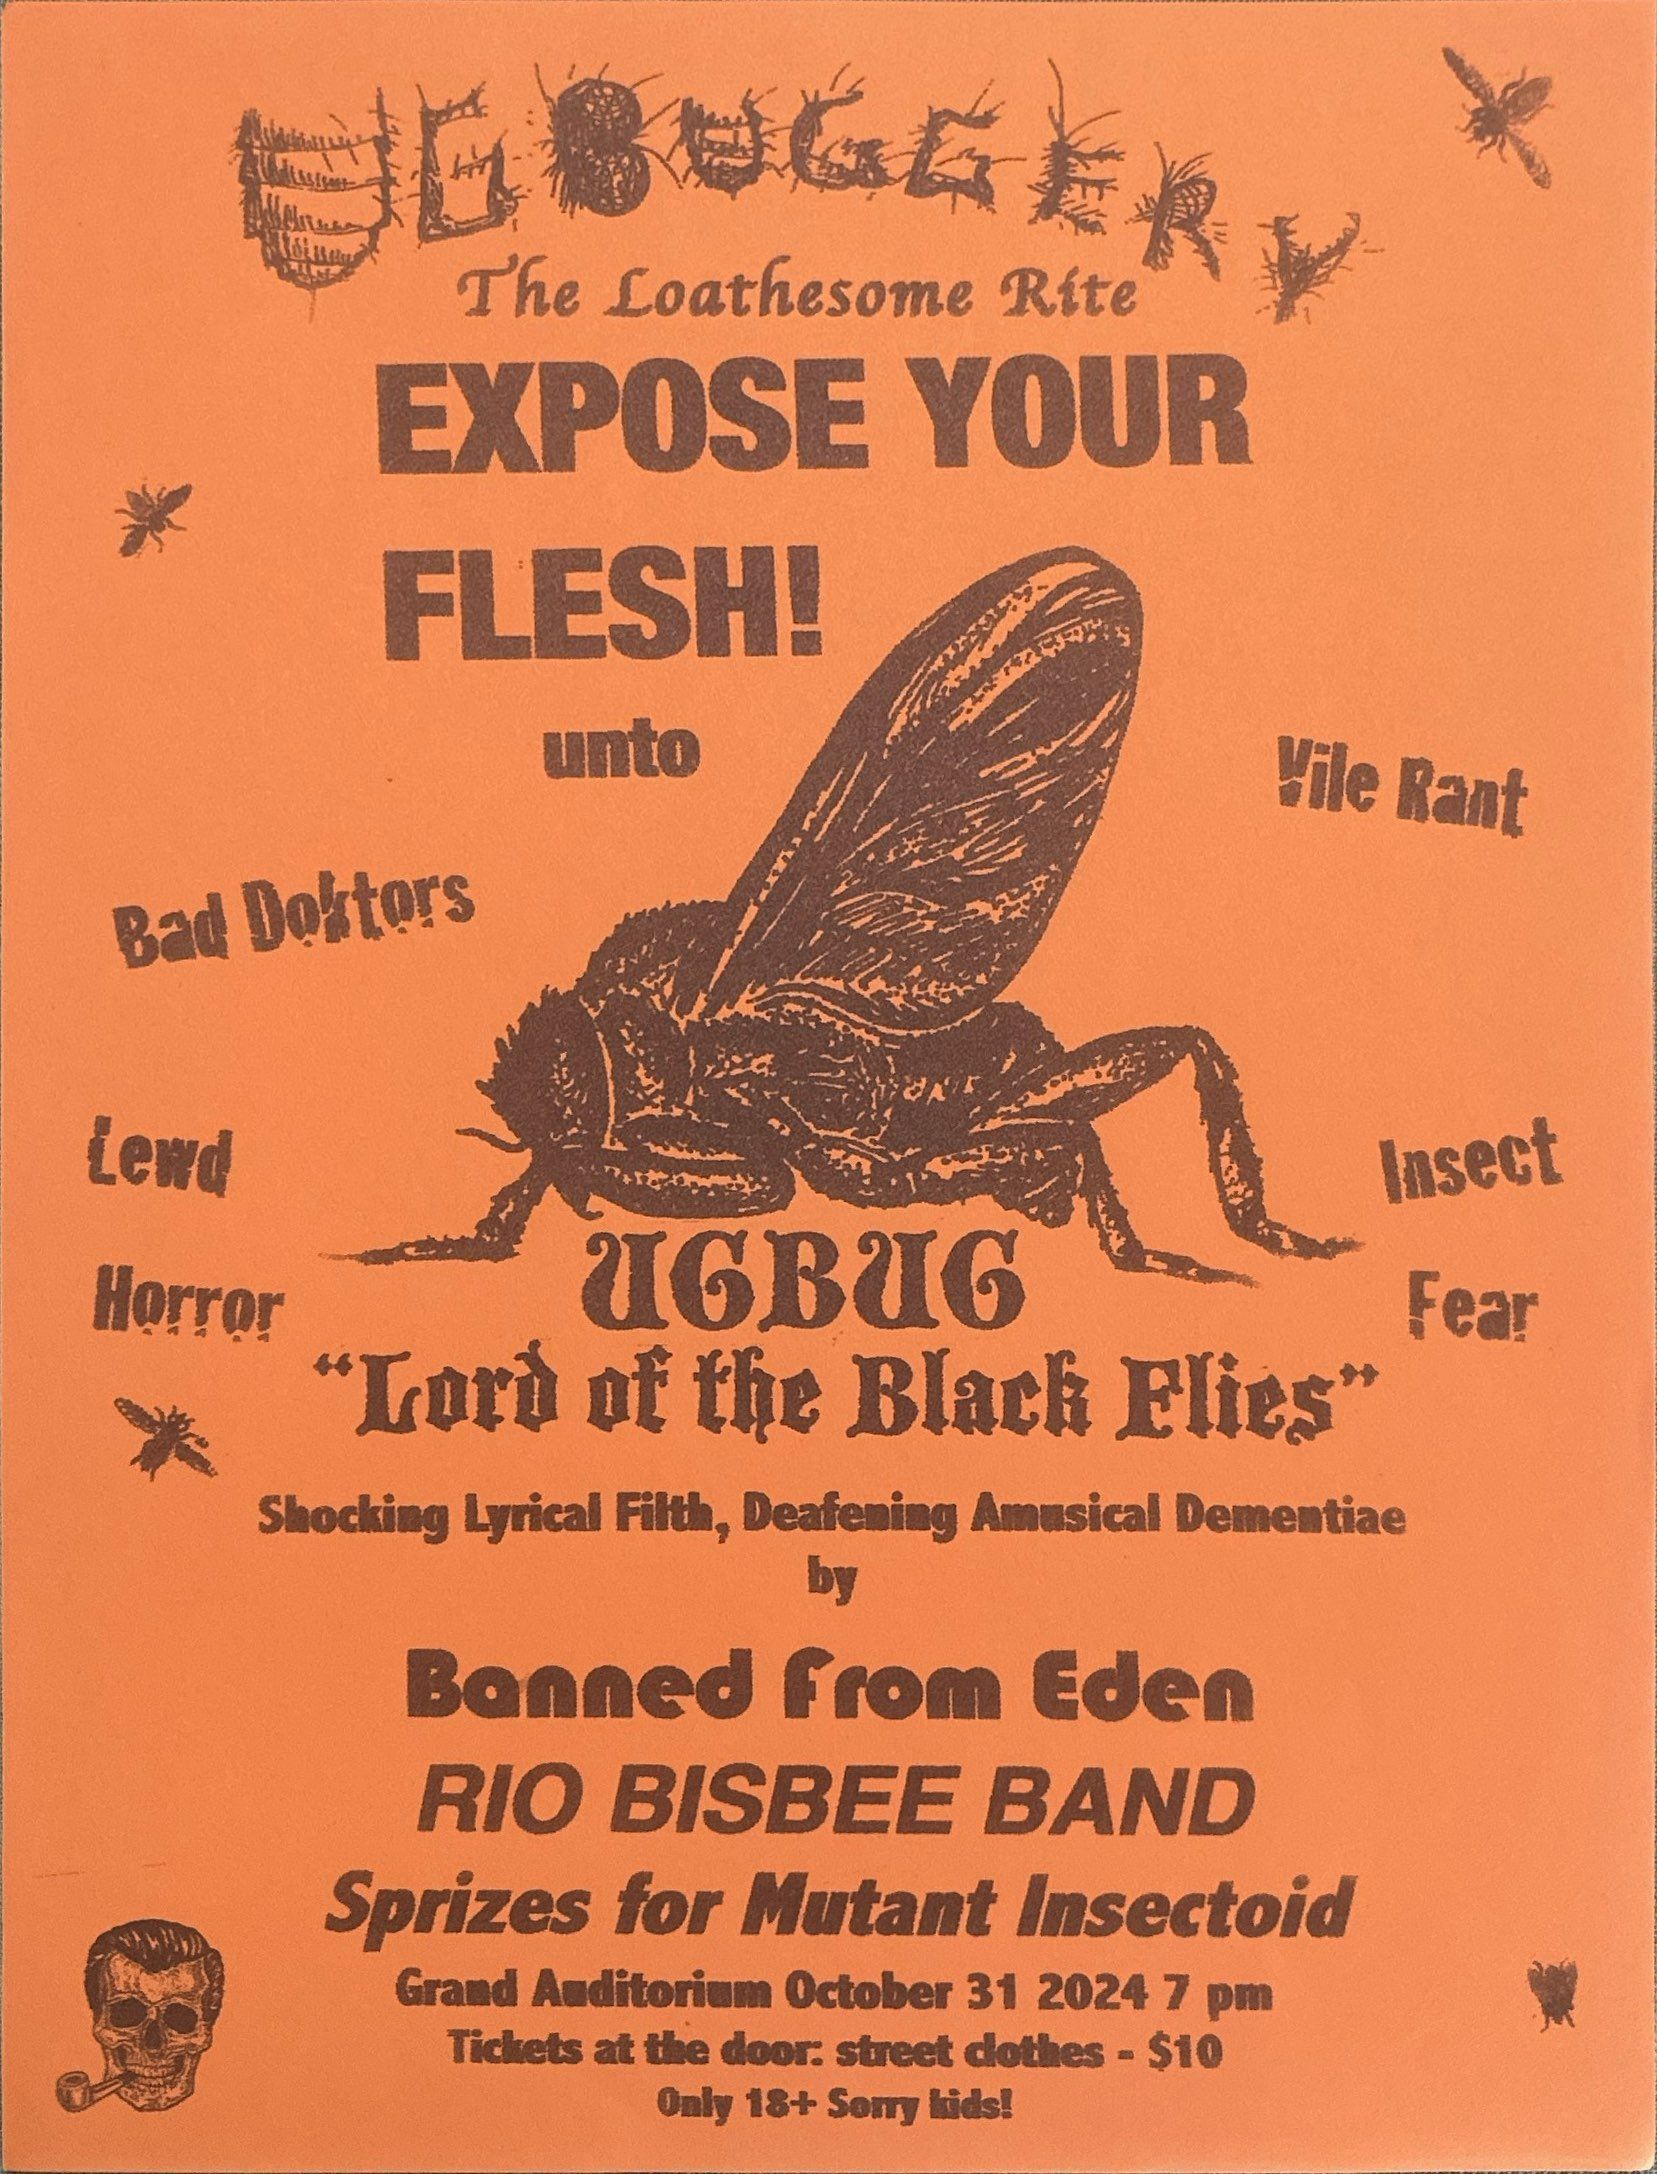 UGBUGGERY
The Loathesome Rite
EXPOSE YOUR
FLESH!
unto
Vile Rant
Bad Doktors
Lewd
Horror
Insect
Fear
UGBUG
“Lord of the Black Flies”
Shocking Lyrical Filth, Deafening Amusical Dementiae
by
Banned From Eden
RIO BISBEE BAND
Sprizes for Mutant Insectoid
Grand Auditorium October 31 2024 7 pm
Tickets at the door: street clothes - $10
Only 18+ Sorry kids!